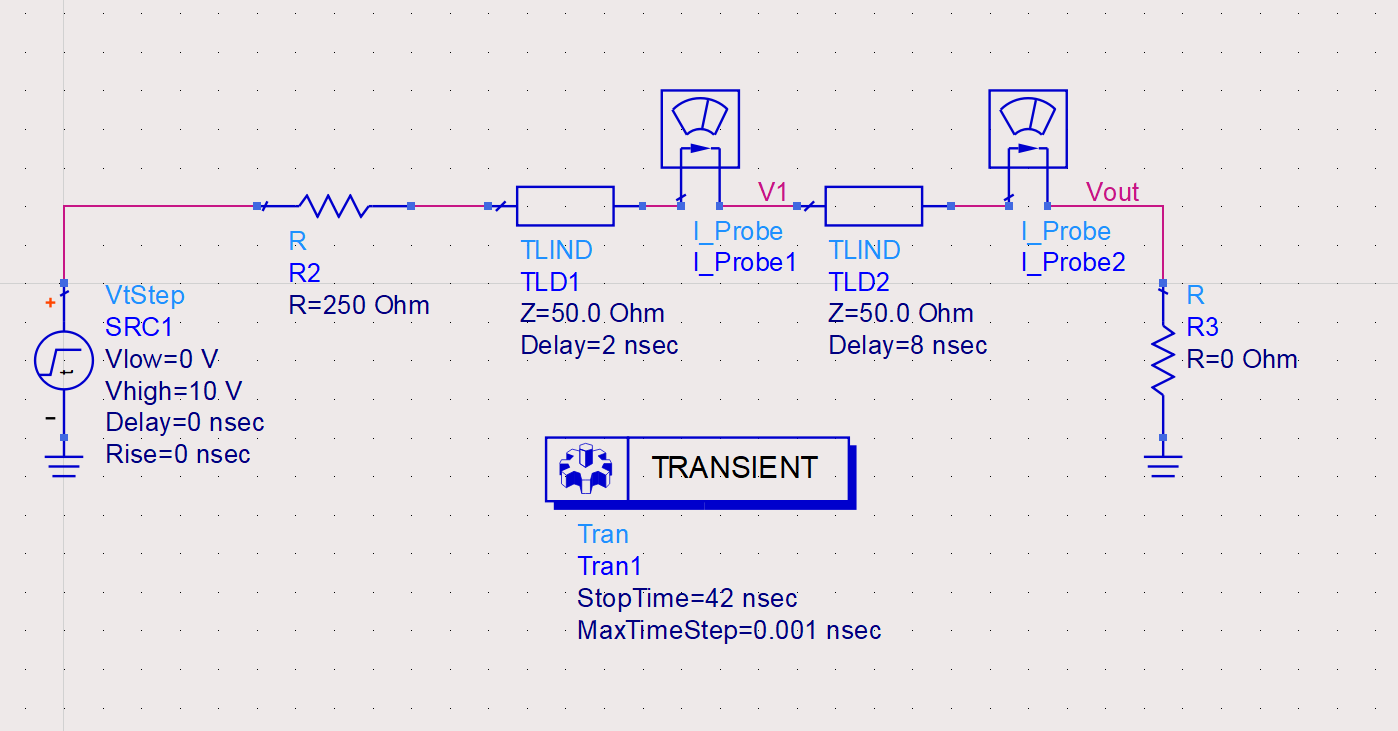 V1
Vout
R
R2
R=250 Ohm
TLIND
TLD1
Z=50.0 Ohm
Delay=2 nsec
I_Probe
I_Probe1
TLIND
TLD2
Z=50.0 Ohm
Delay=8 nsec
I_Probe
I_Probe2
+
VtStep
SRC1
Vlow=0 V
Vhigh=10 V
Delay=0 nsec
Rise=0 nsec
t
−
R
R3
R=0 Ohm
TRANSIENT
Tran
Tran1
StopTime=42 nsec
MaxTimeStep=0.001 nsec